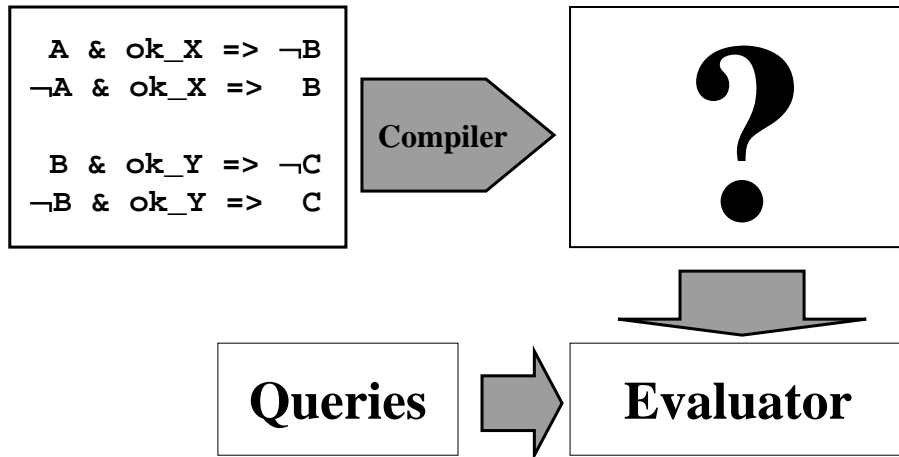 A & ok_X => ¬B
¬A & ok_X => B
B & ok_Y => ¬C
¬B & ok_Y => C
Compiler
?
Queries
Evaluator